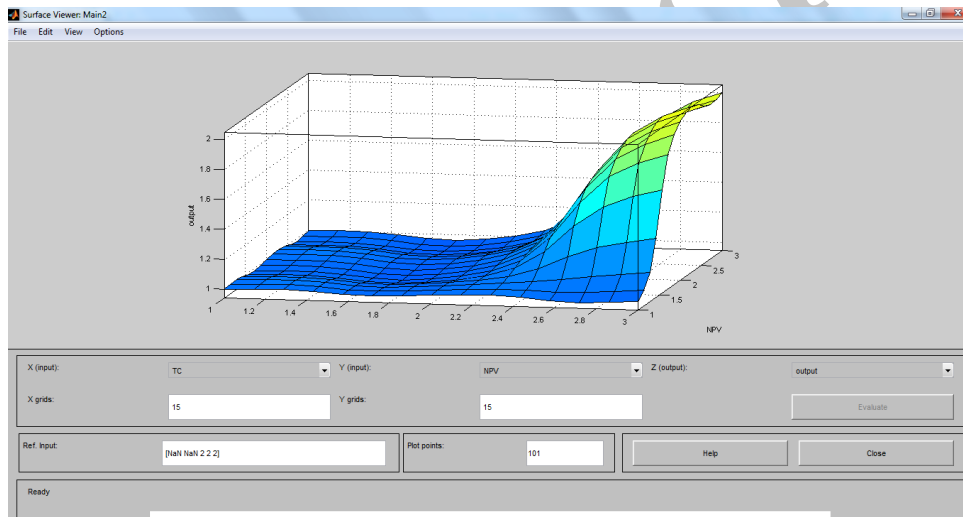 Surface Viewer: Main2
File Edit View Options
2
1.8
1.6
1.4
1.2
1
output
1 1.2 1.4 1.6 1.8 2 2.2 2.4 2.6 2.8 3
1 1.5 2 2.5 3
NPV
X (input): TC Y (input): NPV Z (output): output
X grids: 15 Y grids: 15 Evaluate
Ref. Input: [NaN NaN 2 2 2] Plot points: 101 Help Close
Ready